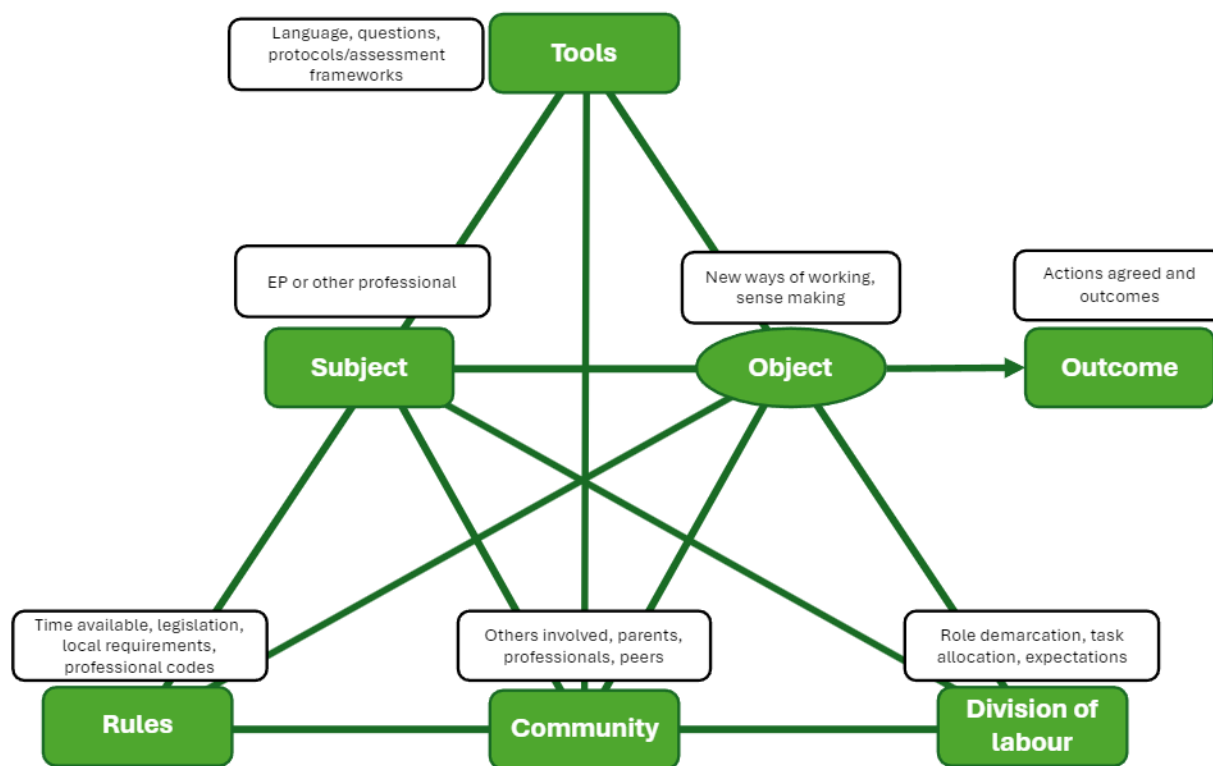 Language, questions,
protocols/assessment
frameworks
Tools
EP or other professional
New ways of working,
sense making
Actions agreed and
outcomes
Subject
Object
Outcome
Time available, legislation,
local requirements,
professional codes
Others involved, parents,
professionals, peers
Role demarcation, task
allocation, expectations
Rules
Community
Division of
labour